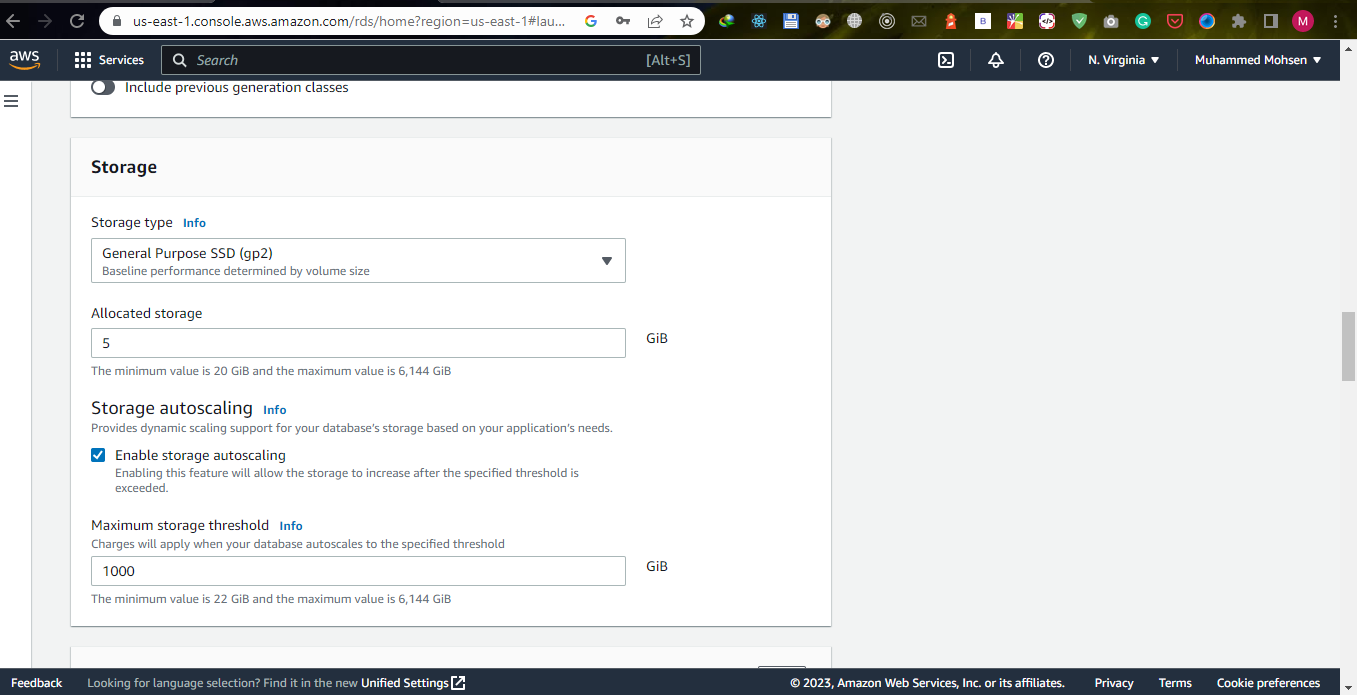 us-east-1.console.aws.amazon.com/rds/home?region=us-east-1#lau...
G
B
G
M
aws
Services
Search
[Alt+S]
N. Virginia
Muhammed Mohsen
Include previous generation classes
Storage
Storage type Info
General Purpose SSD (gp2)
Baseline performance determined by volume size
Allocated storage
5
GiB
The minimum value is 20 GiB and the maximum value is 6,144 GiB
Storage autoscaling Info
Provides dynamic scaling support for your database's storage based on your application's needs.
Enable storage autoscaling
Enabling this feature will allow the storage to increase after the specified threshold is
exceeded.
Maximum storage threshold Info
Charges will apply when your database autoscales to the specified threshold
1000
GiB
The minimum value is 22 GiB and the maximum value is 6,144 GiB
Feedback
Looking for language selection? Find it in the new Unified Settings
© 2023, Amazon Web Services, Inc. or its affiliates.
Privacy
Terms
Cookie preferences